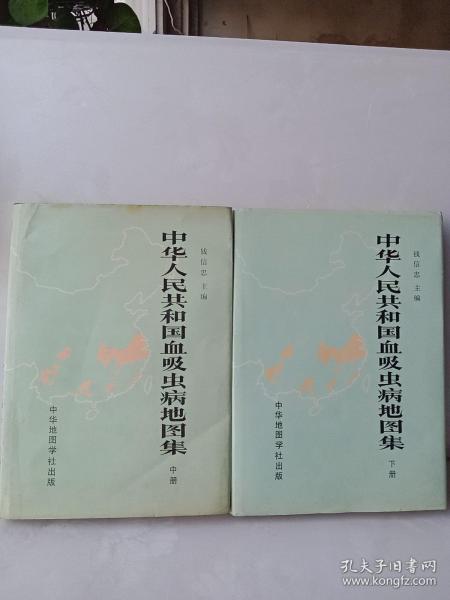 中华人民共和国血吸虫病地图集
中册
钱信忠 主编
中华地图学社出版
中华人民共和国血吸虫病地图集
下册
钱信忠 主编
中华地图学社出版
孔夫子旧书网
www.kongfz.com